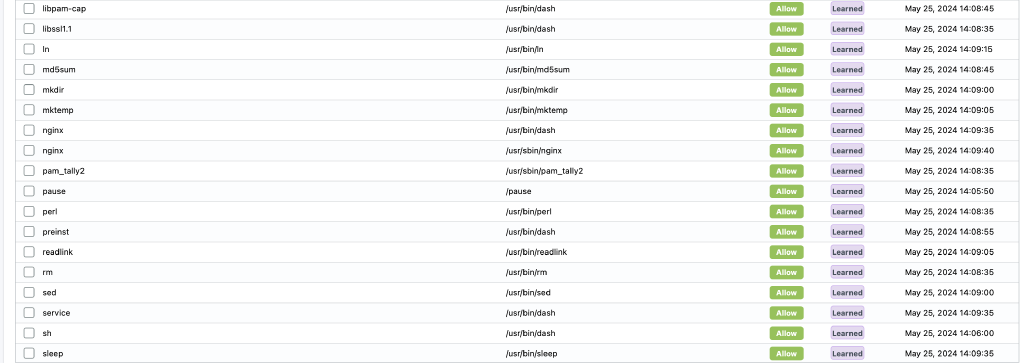 libpam-cap /usr/bin/dash Allow Learned May 25, 2024 14:08:45
libssl1.1 /usr/bin/dash Allow Learned May 25, 2024 14:08:35
ln /usr/bin/ln Allow Learned May 25, 2024 14:09:15
md5sum /usr/bin/md5sum Allow Learned May 25, 2024 14:08:45
mkdir /usr/bin/mkdir Allow Learned May 25, 2024 14:09:00
mktemp /usr/bin/mktemp Allow Learned May 25, 2024 14:09:05
nginx /usr/bin/dash Allow Learned May 25, 2024 14:09:35
nginx /usr/sbin/nginx Allow Learned May 25, 2024 14:09:40
pam_tally2 /usr/sbin/pam_tally2 Allow Learned May 25, 2024 14:08:35
pause /pause Allow Learned May 25, 2024 14:05:50
perl /usr/bin/perl Allow Learned May 25, 2024 14:08:35
preinst /usr/bin/dash Allow Learned May 25, 2024 14:08:55
readlink /usr/bin/readlink Allow Learned May 25, 2024 14:09:05
rm /usr/bin/rm Allow Learned May 25, 2024 14:08:35
sed /usr/bin/sed Allow Learned May 25, 2024 14:09:00
service /usr/bin/dash Allow Learned May 25, 2024 14:09:35
sh /usr/bin/dash Allow Learned May 25, 2024 14:06:00
sleep /usr/bin/sleep Allow Learned May 25, 2024 14:09:35